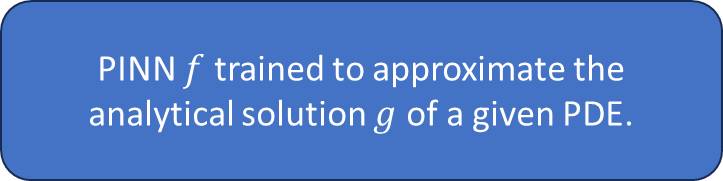 PINN f trained to approximate the
analytical solution g of a given PDE.